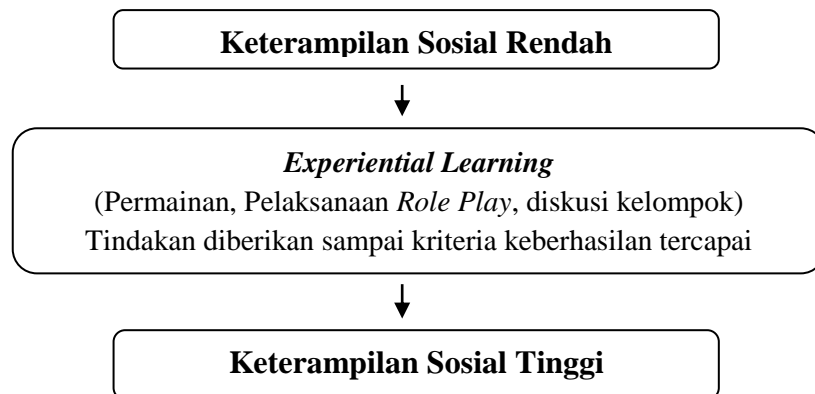 Keterampilan Sosial Rendah
Experiential Learning
(Permainan, Pelaksanaan Role Play, diskusi kelompok)
Tindakan diberikan sampai kriteria keberhasilan tercapai
Keterampilan Sosial Tinggi